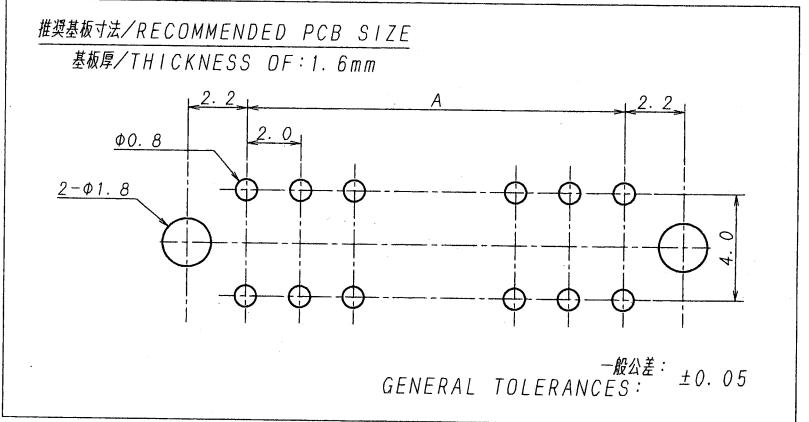 推奨基板寸法/RECOMMENDED PCB SIZE
基板厚/THICKNESS OF:1.6mm
2.2
A
2.2
2.0
Φ0.8
2-Φ1.8
4.0
一般公差:
GENERAL TOLERANCES: ±0.05